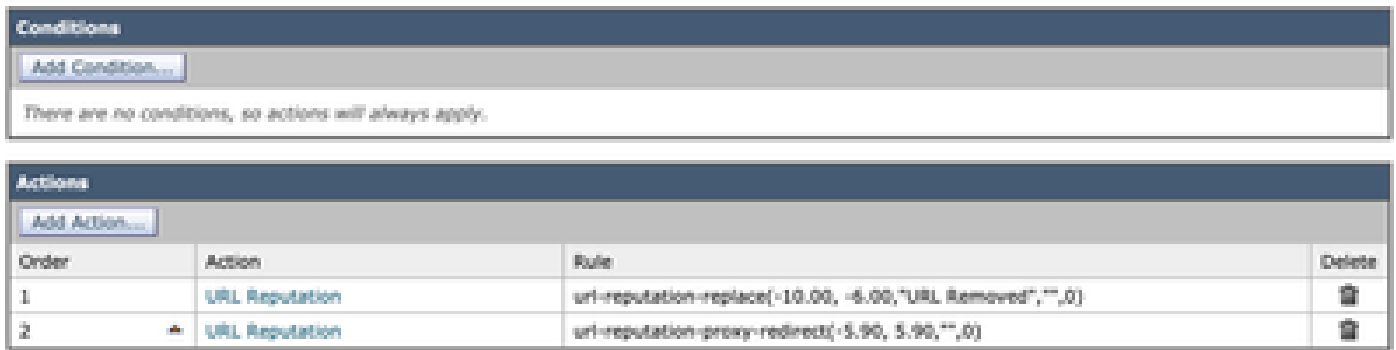 Conditions
Add Condition...
There are no conditions, so actions will always apply.
Actions
Add Action...
Order Action Rule Delete
1 URL Reputation url-reputation-replace(-10.00, -6.00,"URL Removed","",0)
2 URL Reputation url-reputation-proxy-redirect(-5.90, 5.90,"",0)